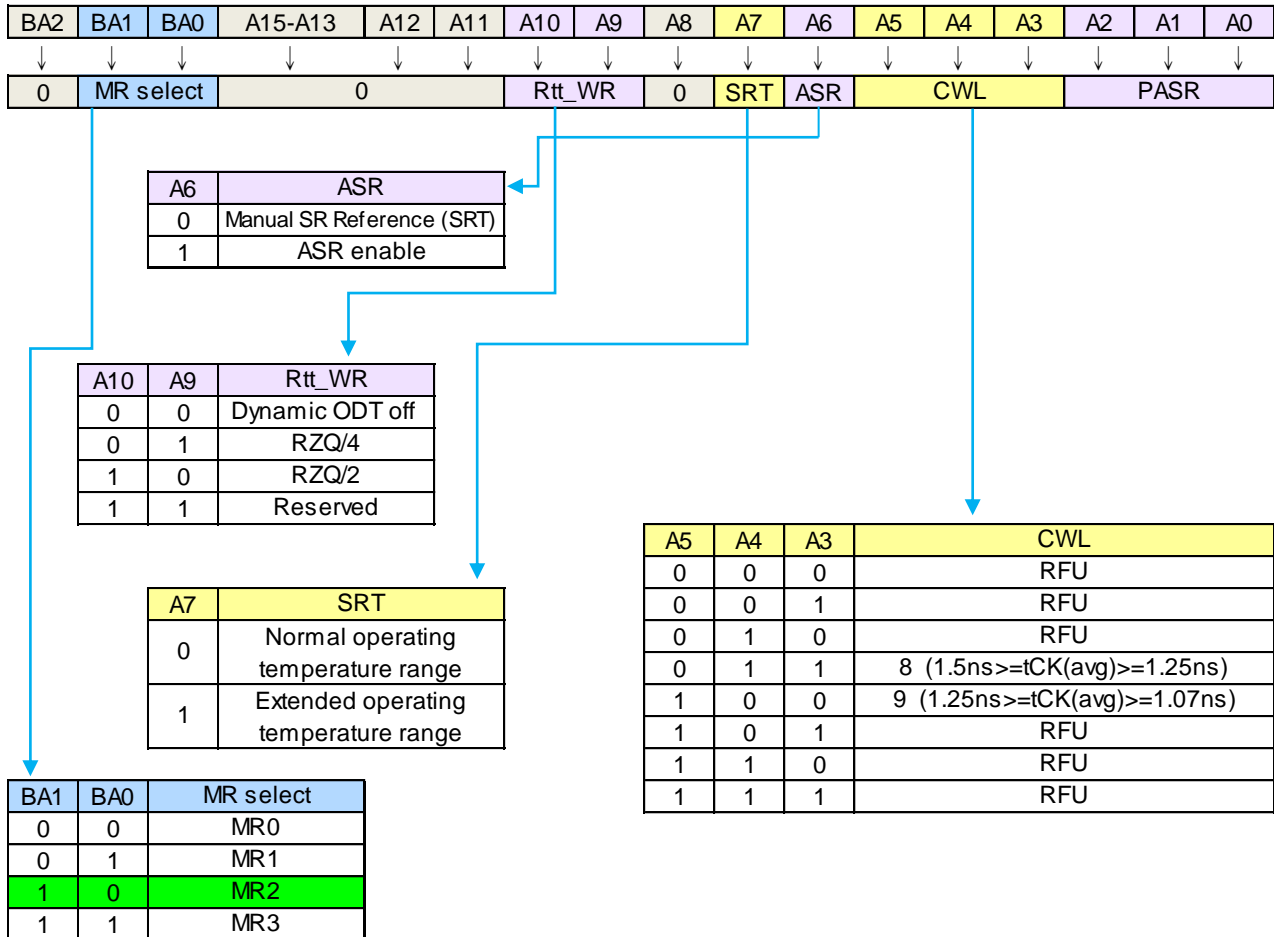 BA2 BA1 BA0 A15-A13 A12 A11 A10 A9 A8 A7 A6 A5 A4 A3 A2 A1 A0
↓ ↓ ↓ ↓ ↓ ↓ ↓ ↓ ↓ ↓ ↓ ↓ ↓ ↓ ↓ ↓ ↓
0 MR select 0 Rtt_WR 0 SRT ASR CWL PASR
A6 ASR
0 Manual SR Reference (SRT)
1 ASR enable
A10 A9 Rtt_WR
0 0 Dynamic ODT off
0 1 RZQ/4
1 0 RZQ/2
1 1 Reserved
A7 SRT
0 Normal operating
temperature range
1 Extended operating
temperature range
A5 A4 A3 CWL
0 0 0 RFU
0 0 1 RFU
0 1 0 RFU
0 1 1 8 (1.5ns>=tCK(avg)>=1.25ns)
1 0 0 9 (1.25ns>=tCK(avg)>=1.07ns)
1 0 1 RFU
1 1 0 RFU
1 1 1 RFU
BA1 BA0 MR select
0 0 MR0
0 1 MR1
1 0 MR2
1 1 MR3